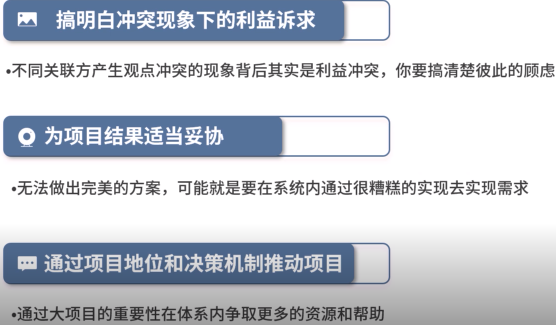 搞明白冲突现象下的利益诉求
•不同关联方产生观点冲突的现象背后其实是利益冲突，你要搞清楚彼此的顾虑
为项目结果适当妥协
•无法做出完美的方案，可能就是要在系统内通过很糟糕的实现去实现需求
通过项目地位和决策机制推动项目
•通过大项目的重要性在体系内争取更多的资源和帮助